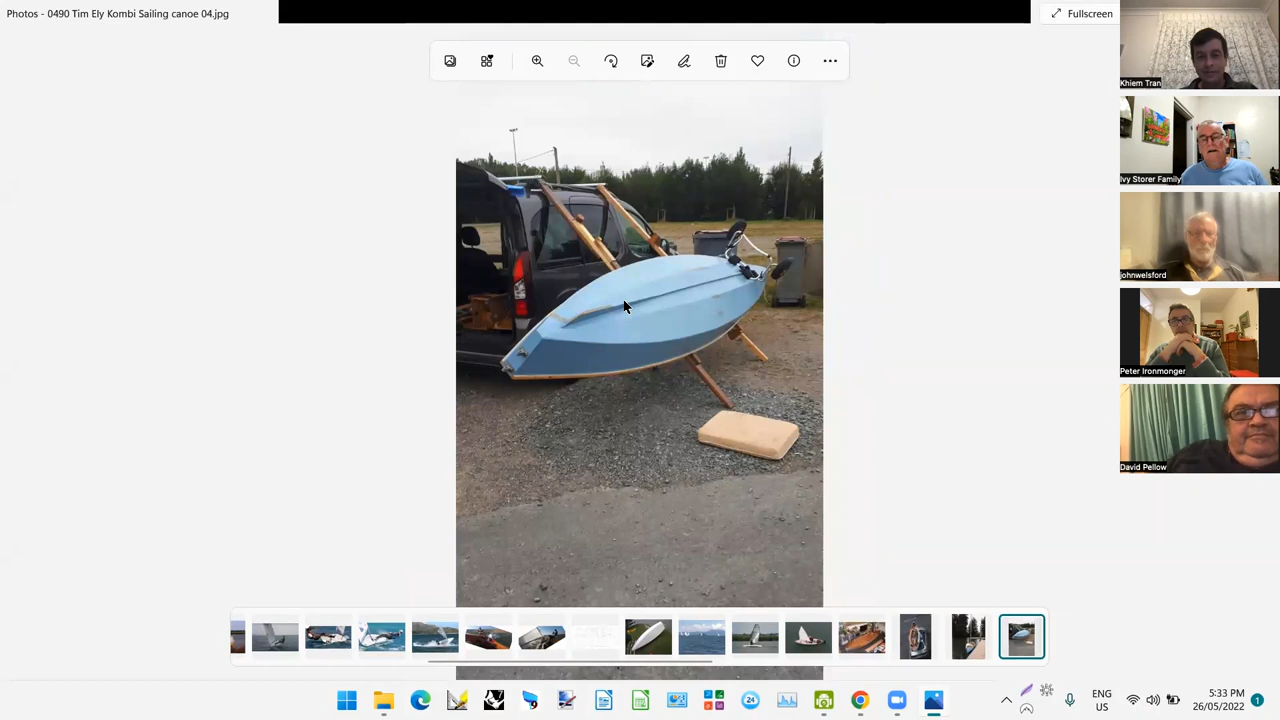 Photos - 0490 Tim Ely Kombi Sailing canoe 04.jpg
Fullscreen
Khiem Tran
Ivy Storer Family
johnwelsford
Peter Ironmonger
David Pellow
24
ENG
US
5:33 PM
26/05/2022
1